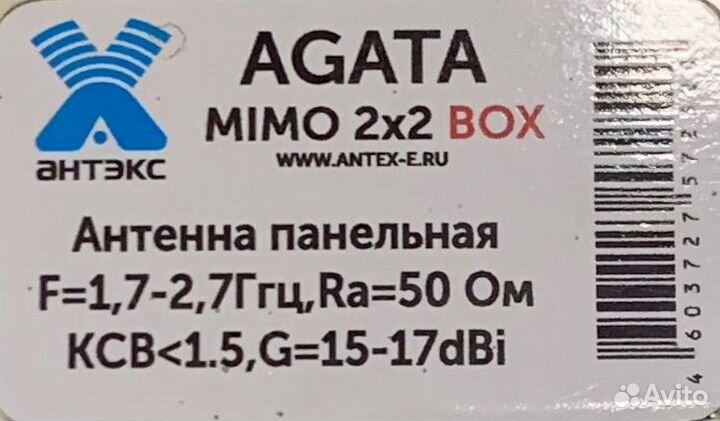 AGATA
MIMO 2x2 BOX
WWW.ANTEX-E.RU
антэкс
Антенна панельная
F=1,7-2,7Ггц,Ra=50 Ом
КСВ<1.5,G=15-17dBi
Avito